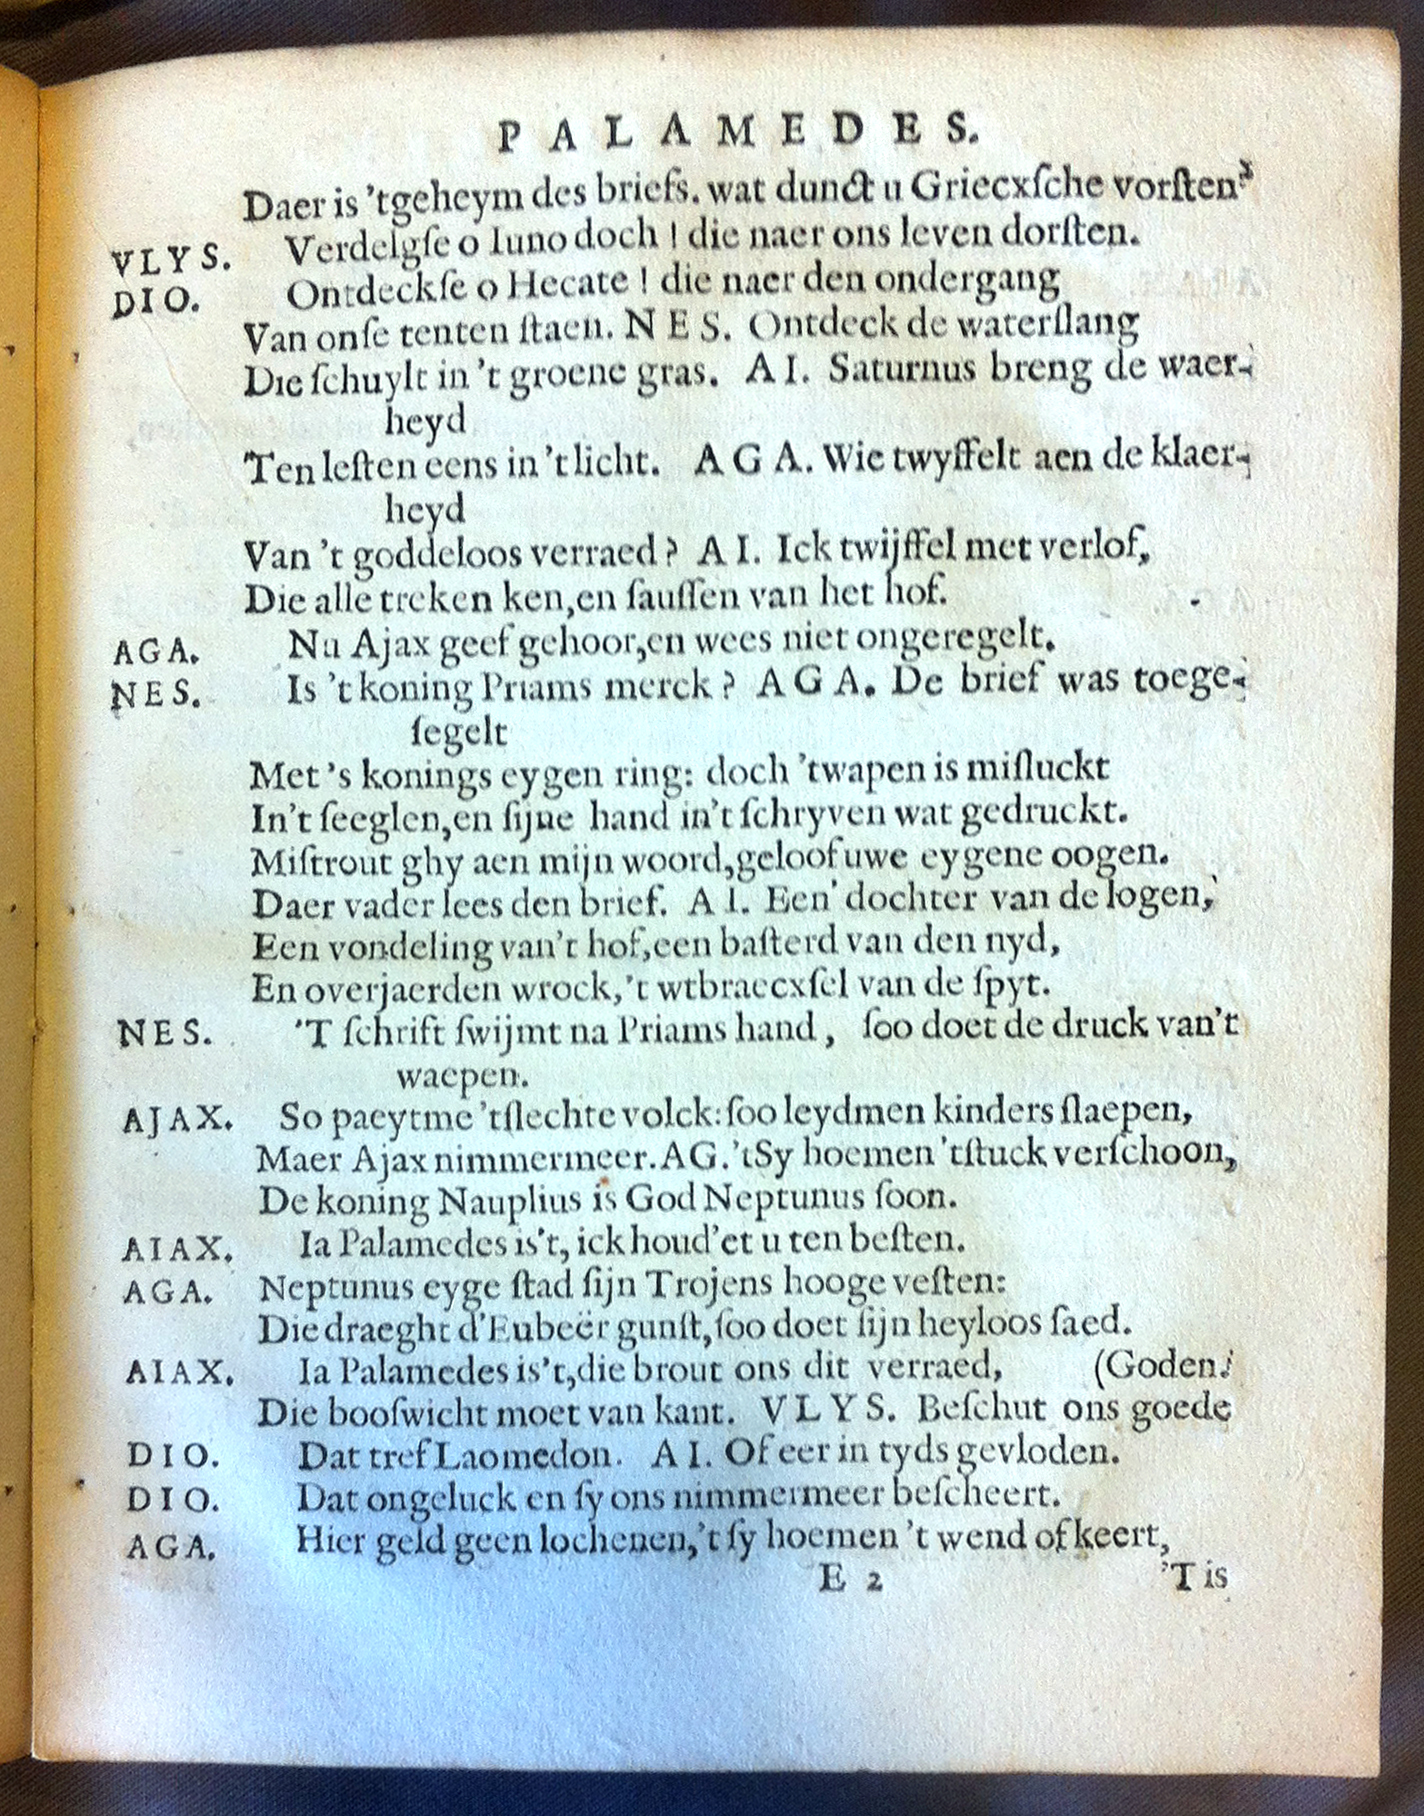 PALAMEDES.
Daer is 'tgeheym des briefs. wat dunct u Griecxsche vorsten?
VLYS. Verdelgse o Iuno doch! die naer ons leven dorsten.
DIO. Ontdeckse o Hecate! die naer den ondergang
Van onse tenten staen. NES. Ontdeck de waterslang
Die schuylt in 't groene gras. AI. Saturnus breng de waer-
heyd
Ten lesten eens in 't licht. AGA. Wie twyffelt aen de klaer-
heyd
Van 't goddeloos verraed? AI. Ick twijffel met verlof,
Die alle treken ken, en saussen van het hof.
AGA. Nu Ajax geef gehoor, en wees niet ongeregelt.
NES. Is 't koning Priams merck? AGA. De brief was toege-
segelt
Met 's konings eygen ring: doch 'twapen is misluckt
In't seeglen, en sijne hand in't schryven wat gedruckt.
Mistrout ghy aen mijn woord, geloof uwe eygene oogen.
Daer vader lees den brief. AI. Een dochter van de logen,
Een vondeling van't hof, een basterd van den nyd,
En overjaerden wrock, 't wtbraecxsel van de spyt.
NES. 'T schrift swijmt na Priams hand, soo doet de druck van't
waepen.
AJAX. So paeytme 'tslechte volck: soo leydmen kinders slaepen,
Maer Ajax nimmermeer. AG. 'tSy hoemen 'tstuck verschoon,
De koning Nauplius is God Neptunus soon.
AIAX. Ia Palamedes is't, ick houd'et u ten besten.
AGA. Neptunus eyge stad sijn Trojens hooge vesten:
Die draeght d'Eubeër gunst, soo doet sijn heyloos saed.
AIAX. Ia Palamedes is't, die brout ons dit verraed, (Goden!
Die booswicht moet van kant. VLYS. Beschut ons goede
DIO. Dat tref Laomedon. AI. Of eer in tyds gevloden.
DIO. Dat ongeluck en sy ons nimmermeer bescheert.
AGA. Hier geld geen lochenen, 't sy hoemen 't wend of keert,
E 2 'T is